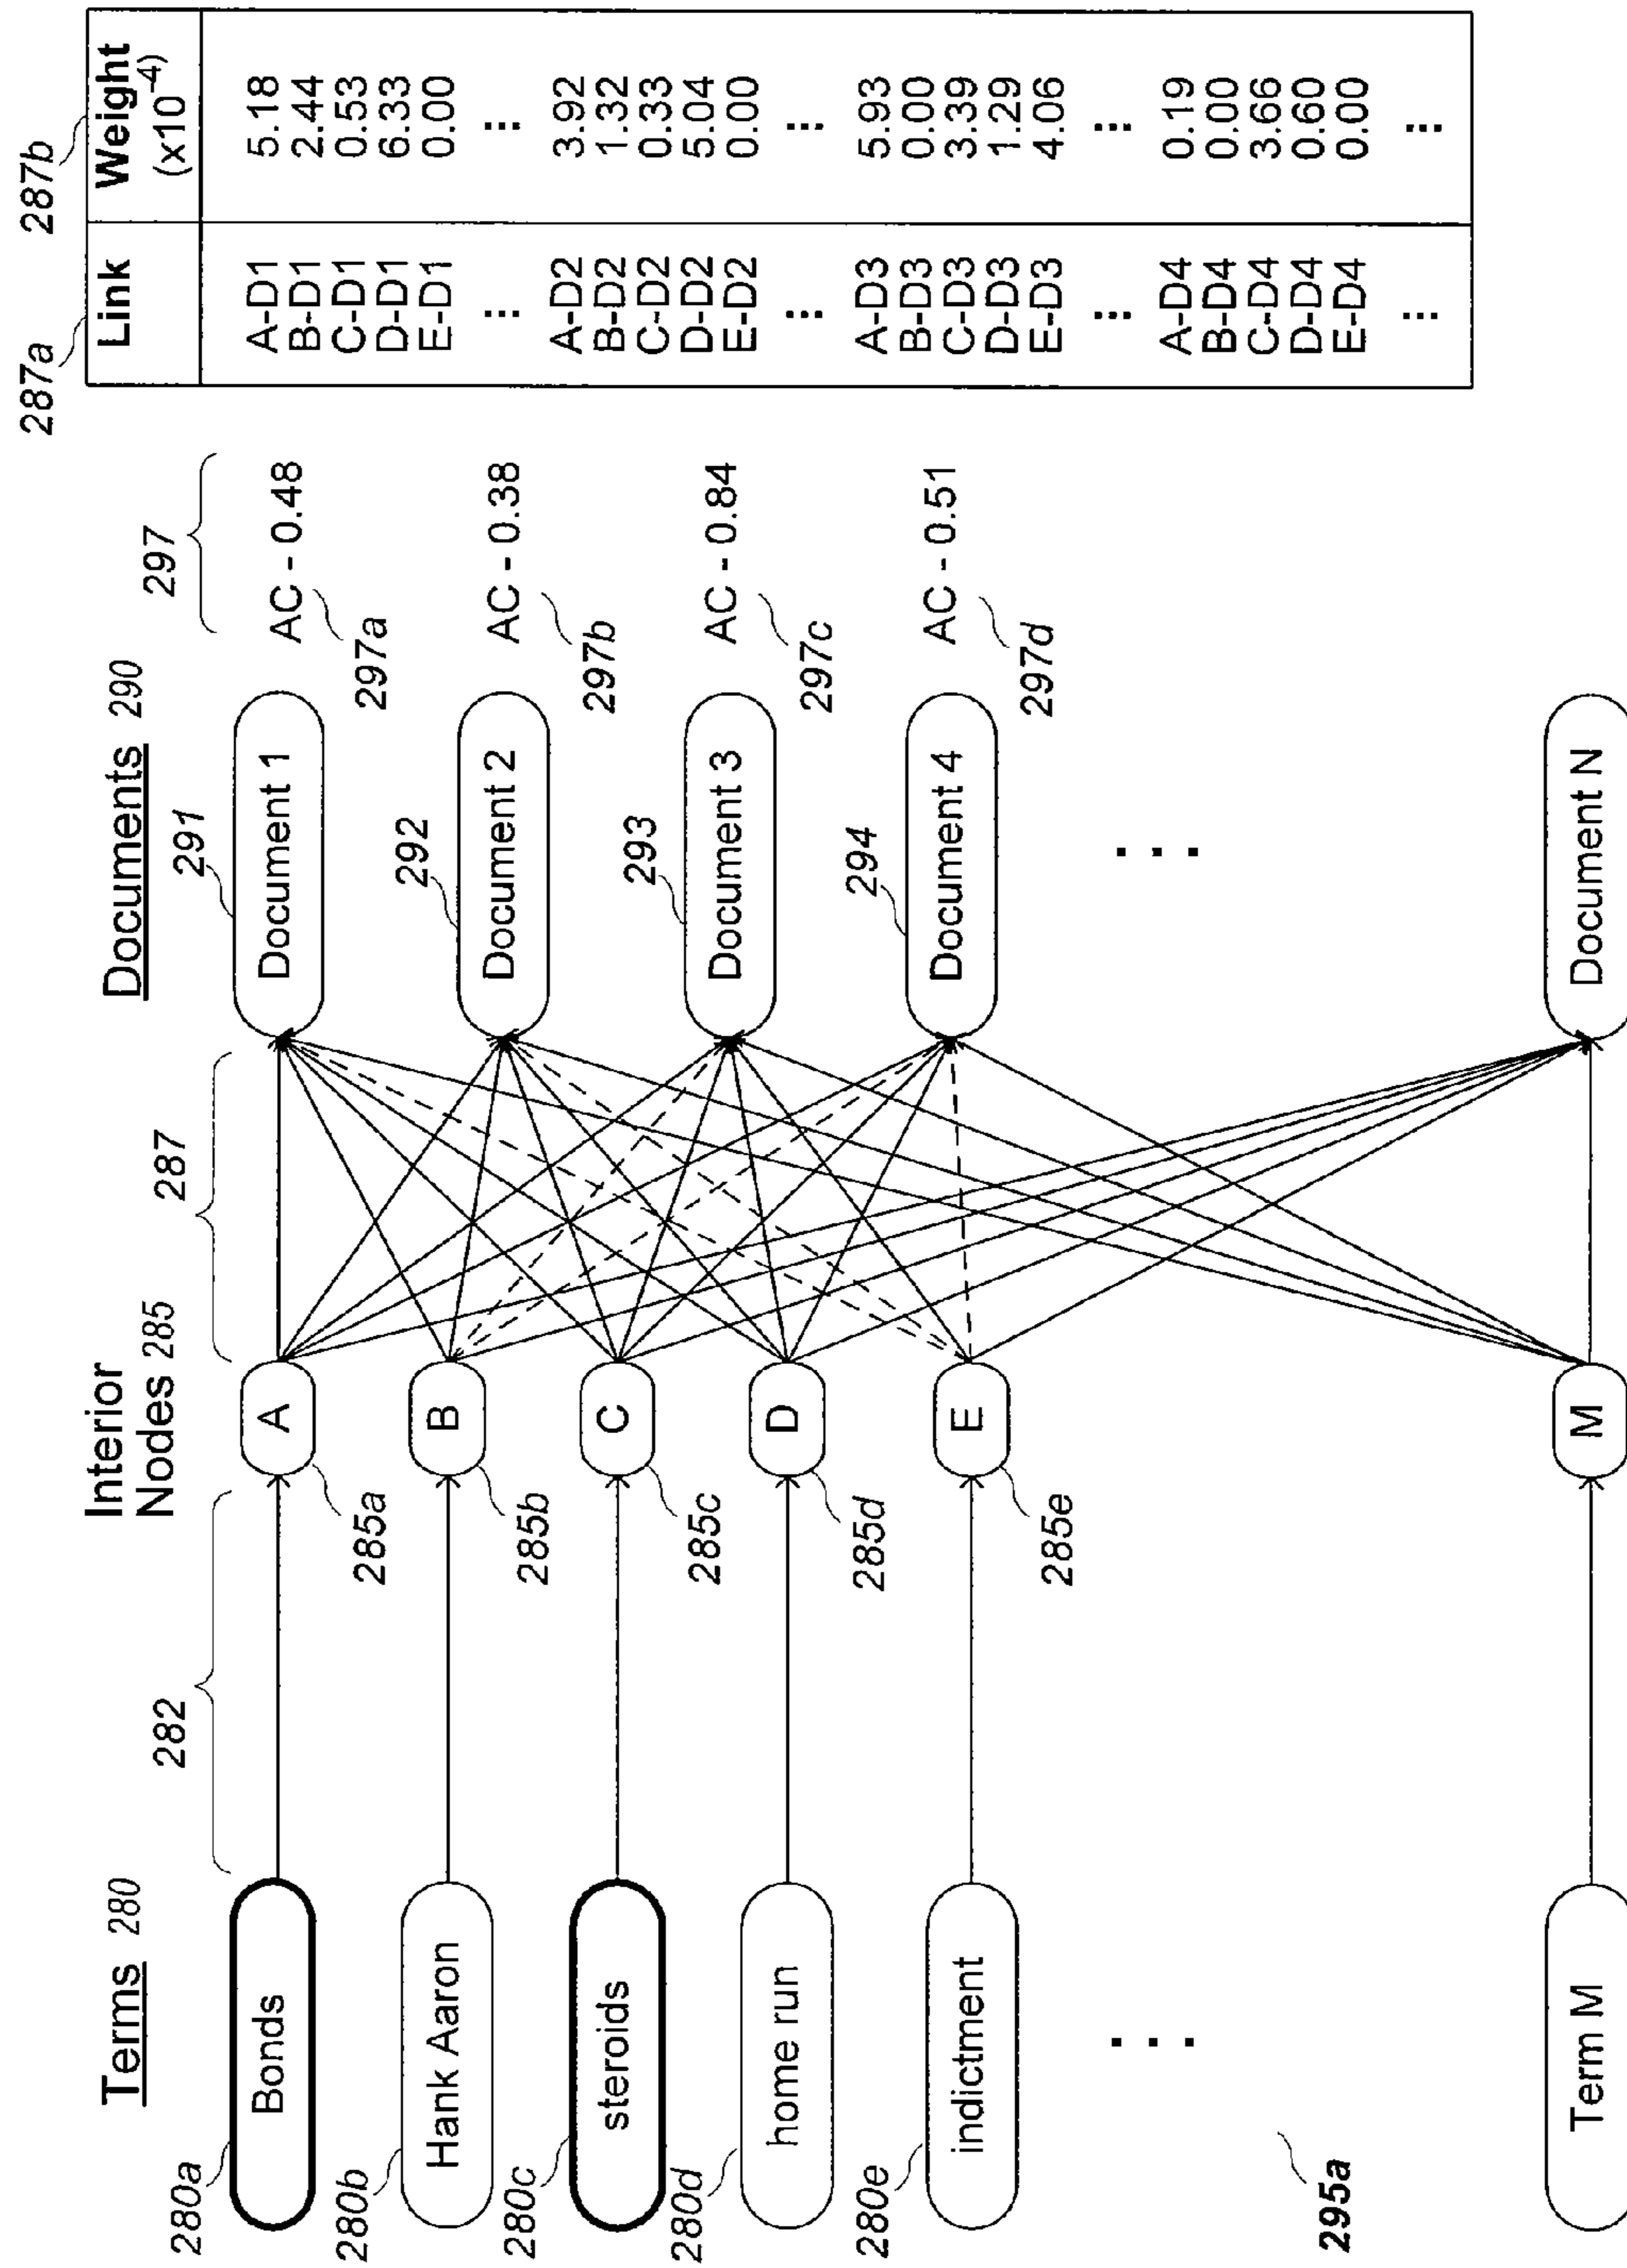 Terms 280
282
Interior
Nodes 285
287
Documents 290
297
287a
287b
280a
Bonds
A
285a
291
Document 1
AC - 0.48
297a
280b
Hank Aaron
B
285b
292
Document 2
AC - 0.38
297b
280c
steroids
C
285c
293
Document 3
AC - 0.84
297c
280d
home run
D
285d
294
Document 4
AC - 0.51
297d
280e
indictment
E
285e
. . .
. . .
295a
Term M
M
Document N
Link Weight
(x10-4)
A-D1 5.18
B-D1 2.44
C-D1 0.53
D-D1 6.33
E-D1 0.00
... ...
A-D2 3.92
B-D2 1.32
C-D2 0.33
D-D2 5.04
E-D2 0.00
... ...
A-D3 5.93
B-D3 0.00
C-D3 3.39
D-D3 1.29
E-D3 4.06
... ...
A-D4 0.19
B-D4 0.00
C-D4 3.66
D-D4 0.60
E-D4 0.00
... ...